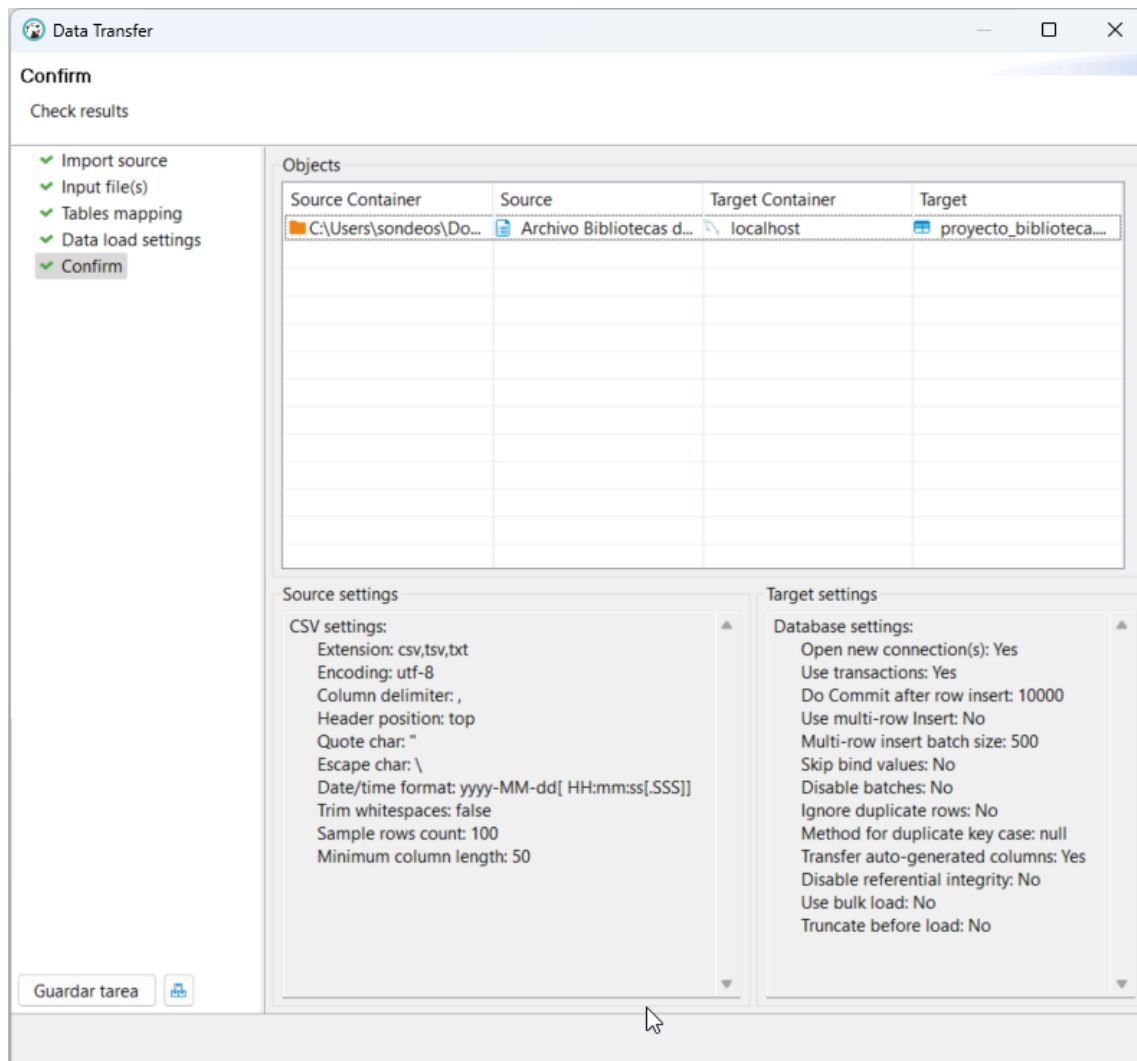 Data Transfer
Confirm
Check results
Import source
Input file(s)
Tables mapping
Data load settings
Confirm
Objects
Source Container Source Target Container Target
C:\Users\sondeos\Do... Archivo Bibliotecas d... localhost proyecto_biblioteca....
Source settings
CSV settings:
Extension: csv,tsv,txt
Encoding: utf-8
Column delimiter: ,
Header position: top
Quote char: "
Escape char: \
Date/time format: yyyy-MM-dd[ HH:mm:ss[.SSS]]
Trim whitespaces: false
Sample rows count: 100
Minimum column length: 50
Target settings
Database settings:
Open new connection(s): Yes
Use transactions: Yes
Do Commit after row insert: 10000
Use multi-row Insert: No
Multi-row insert batch size: 500
Skip bind values: No
Disable batches: No
Ignore duplicate rows: No
Method for duplicate key case: null
Transfer auto-generated columns: Yes
Disable referential integrity: No
Use bulk load: No
Truncate before load: No
Guardar tarea